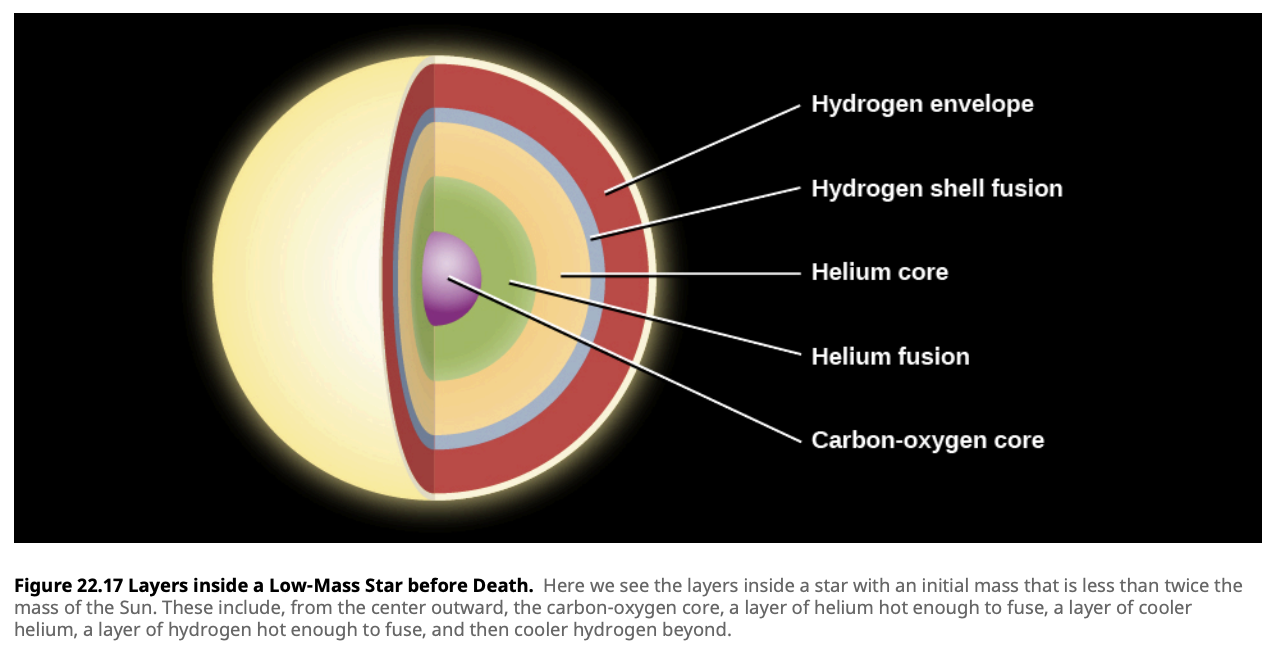 Hydrogen envelope
Hydrogen shell fusion
Helium core
Helium fusion
Carbon-oxygen core
Figure 22.17 Layers inside a Low-Mass Star before Death. Here we see the layers inside a star with an initial mass that is less than twice the
mass of the Sun. These include, from the center outward, the carbon-oxygen core, a layer of helium hot enough to fuse, a layer of cooler
helium, a layer of hydrogen hot enough to fuse, and then cooler hydrogen beyond.